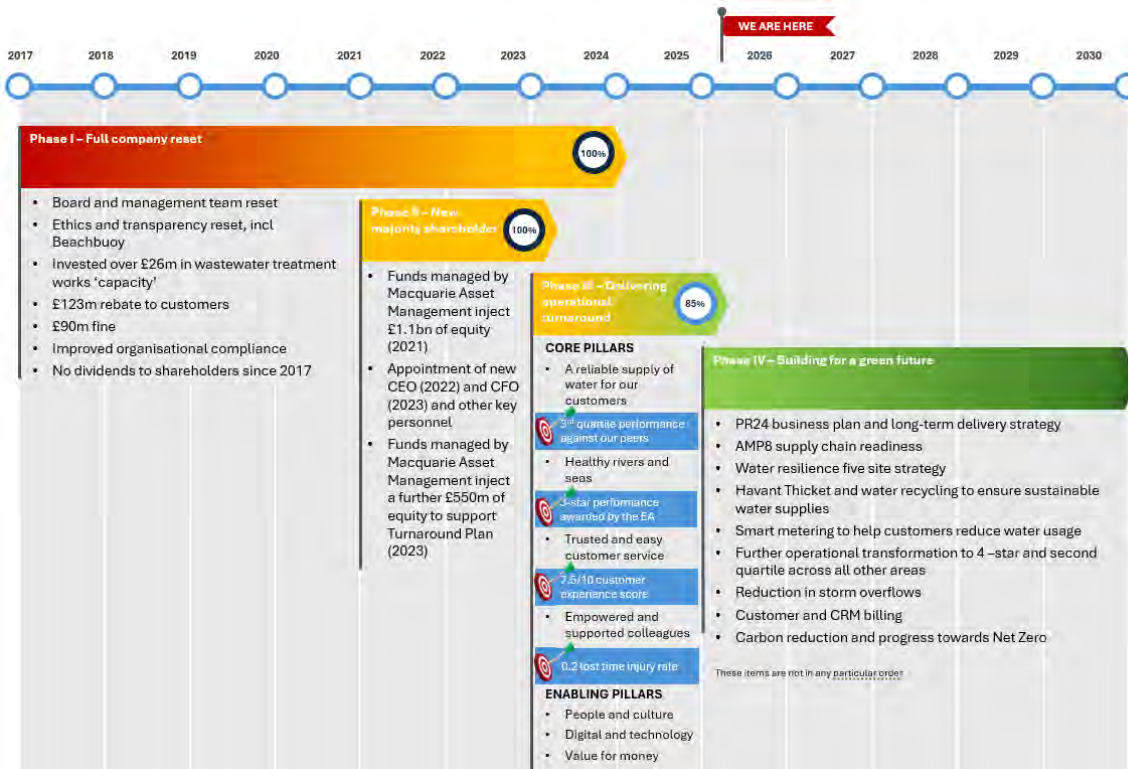 WE ARE HERE
2017 2018 2019 2020 2021 2022 2023 2024 2025 2026 2027 2028 2029 2030
Phase I – Full company reset
100%
• Board and management team reset
• Ethics and transparency reset, incl
Beachbuoy
• Invested over £26m in wastewater treatment
works ‘capacity’
• £123m rebate to customers
• £90m fine
• Improved organisational compliance
• No dividends to shareholders since 2017
Phase II – New
majority shareholder
100%
• Funds managed by
Macquarie Asset
Management inject
£1.1bn of equity
(2021)
• Appointment of new
CEO (2022) and CFO
(2023) and other key
personnel
• Funds managed by
Macquarie Asset
Management inject
a further £550m of
equity to support
Turnaround Plan
(2023)
Phase III – Delivering
operational
turnaround
85%
CORE PILLARS
• A reliable supply of
water for our
customers
3rd quartile performance
against our peers
• Healthy rivers and
seas
3-star performance
awarded by the EA
• Trusted and easy
customer service
7.5/10 customer
experience score
• Empowered and
supported colleagues
0.2 lost time injury rate
ENABLING PILLARS
• People and culture
• Digital and technology
• Value for money
Phase IV – Building for a green future
• PR24 business plan and long-term delivery strategy
• AMP8 supply chain readiness
• Water resilience five site strategy
• Havant Thicket and water recycling to ensure sustainable
water supplies
• Smart metering to help customers reduce water usage
• Further operational transformation to 4 –star and second
quartile across all other areas
• Reduction in storm overflows
• Customer and CRM billing
• Carbon reduction and progress towards Net Zero
These items are not in any particular order